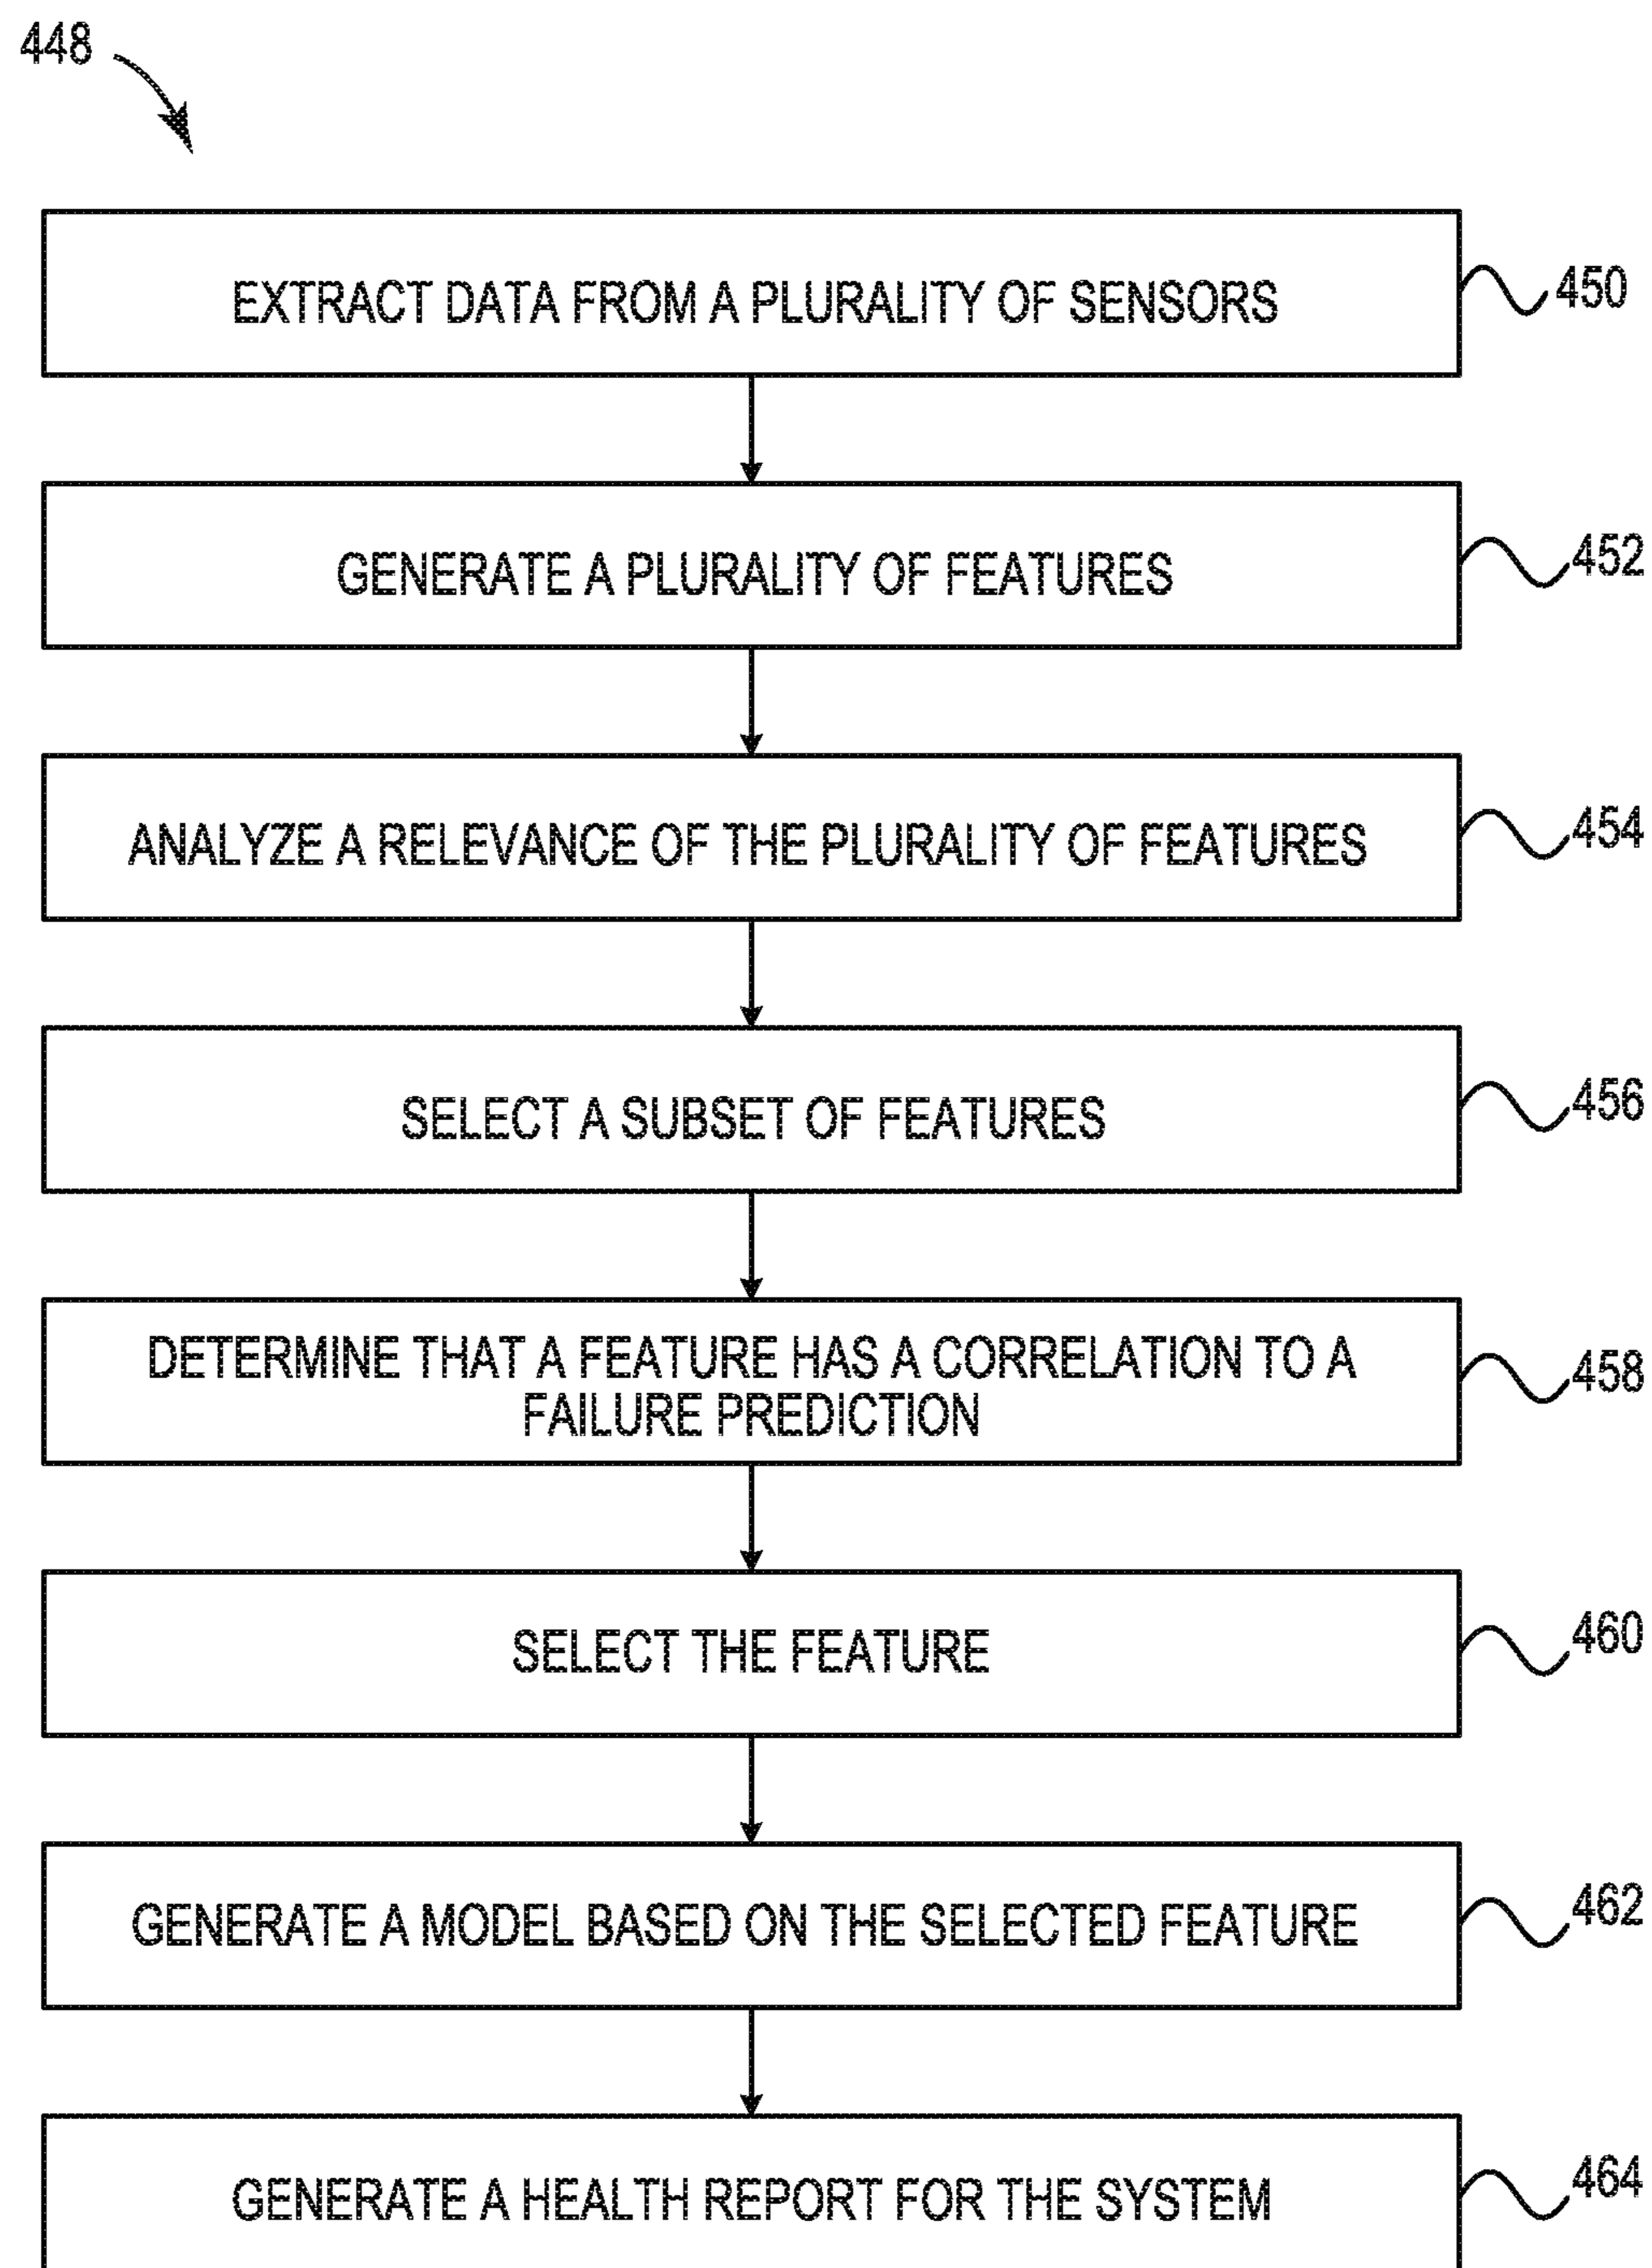 448
EXTRACT DATA FROM A PLURALITY OF SENSORS
450
GENERATE A PLURALITY OF FEATURES
452
ANALYZE A RELEVANCE OF THE PLURALITY OF FEATURES
454
SELECT A SUBSET OF FEATURES
456
DETERMINE THAT A FEATURE HAS A CORRELATION TO A
FAILURE PREDICTION
458
SELECT THE FEATURE
460
GENERATE A MODEL BASED ON THE SELECTED FEATURE
462
GENERATE A HEALTH REPORT FOR THE SYSTEM
464